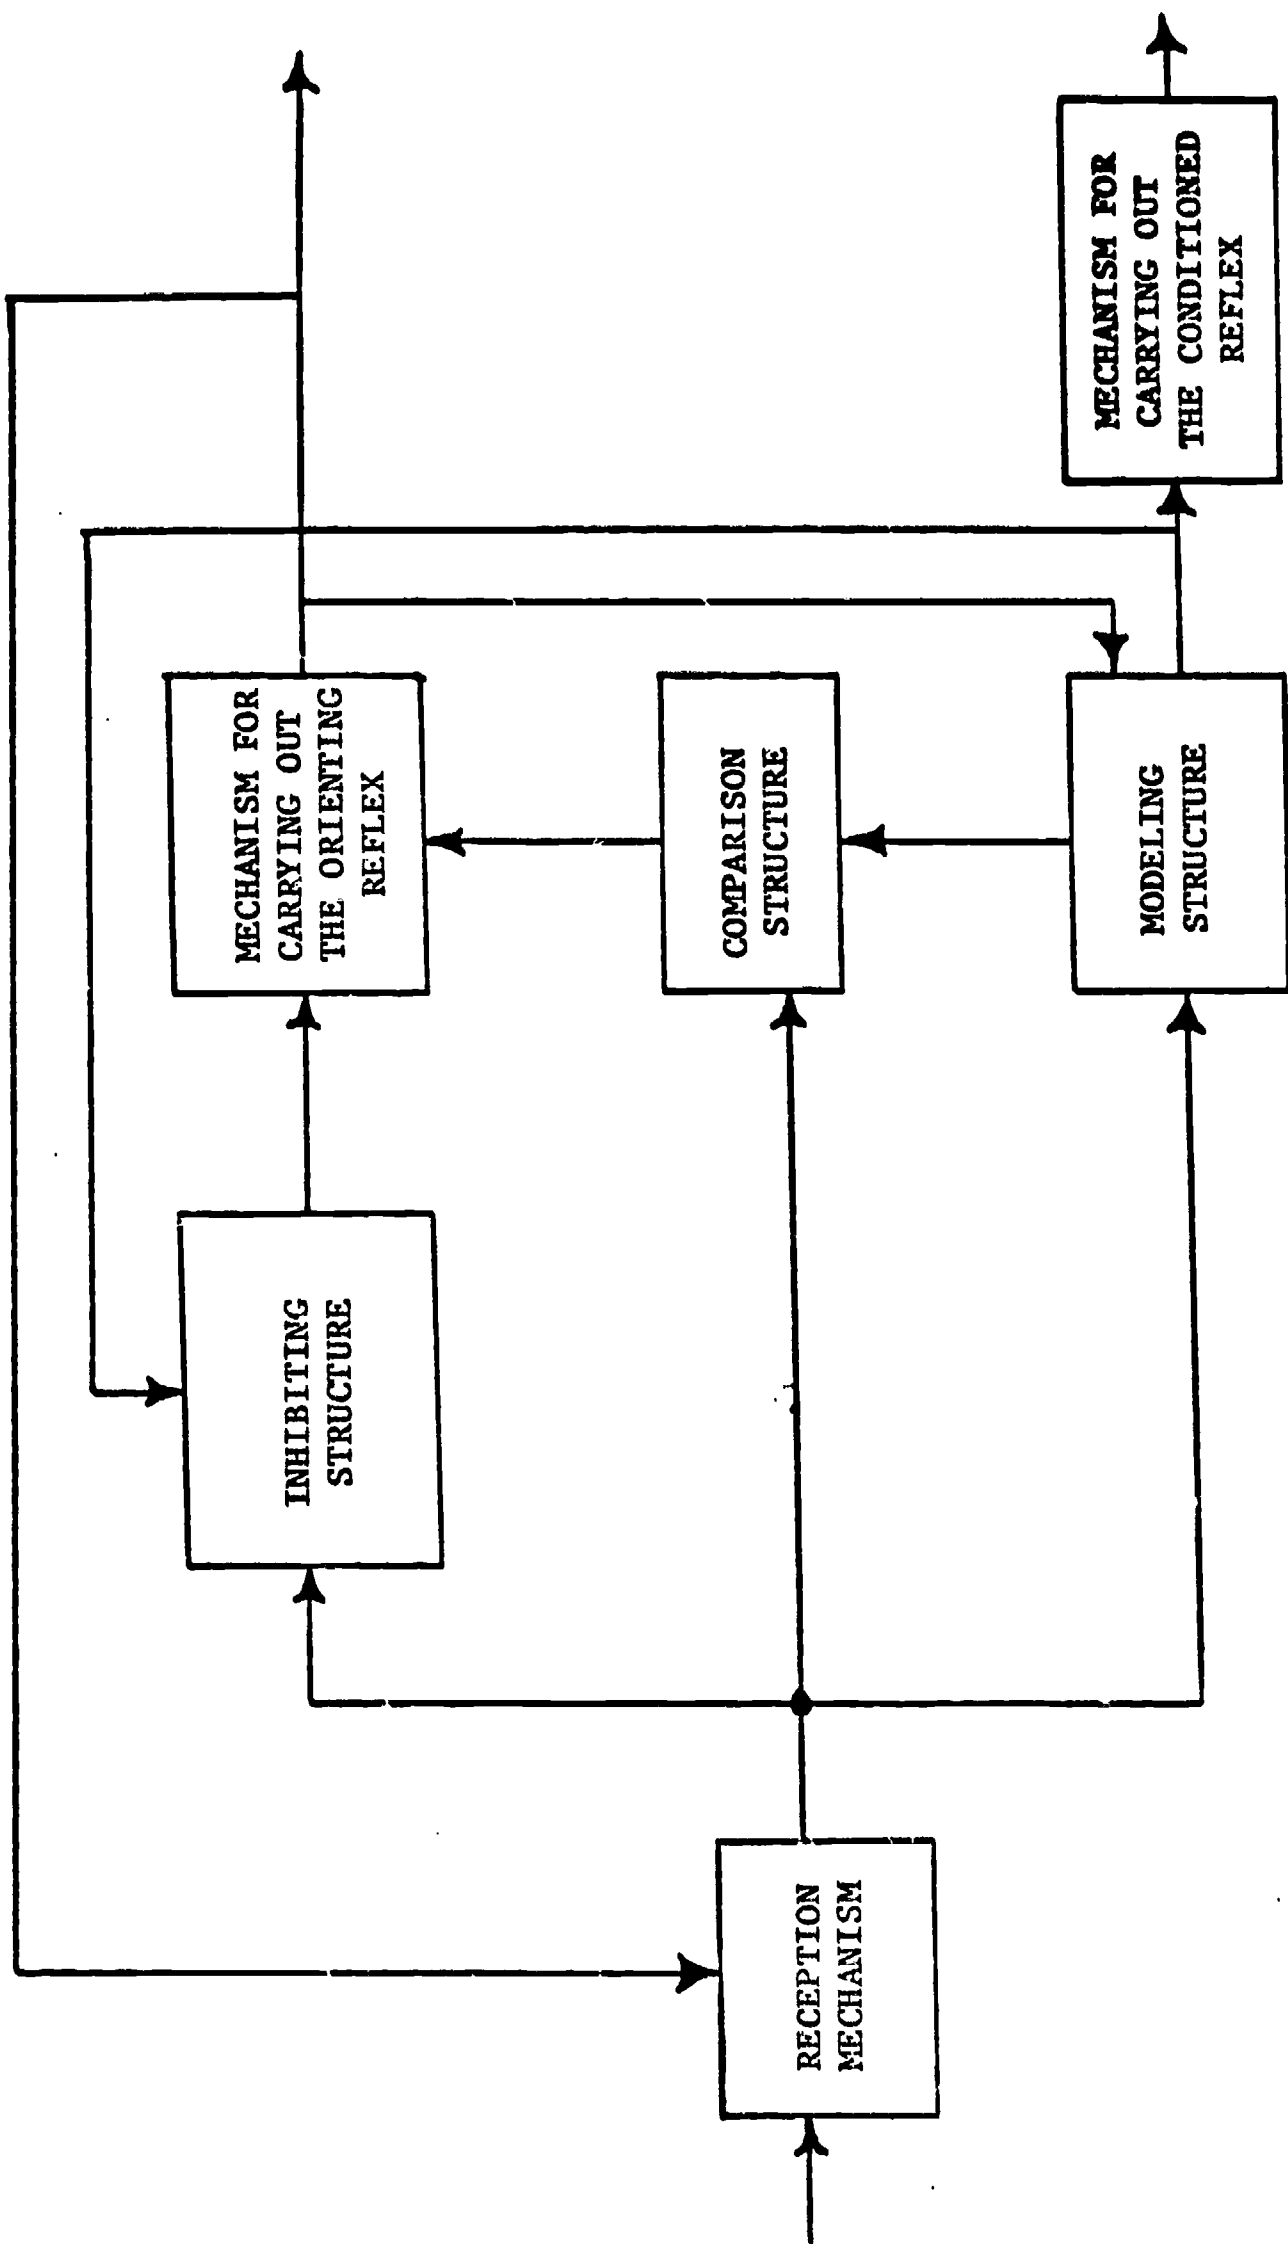 RECEPTION
MECHANISM
INHIBITING
STRUCTURE
MECHANISM FOR
CARRYING OUT
THE ORIENTING
REFLEX
COMPARISON
STRUCTURE
MODELING
STRUCTURE
MECHANISM FOR
CARRYING OUT
THE CONDITIONED
REFLEX